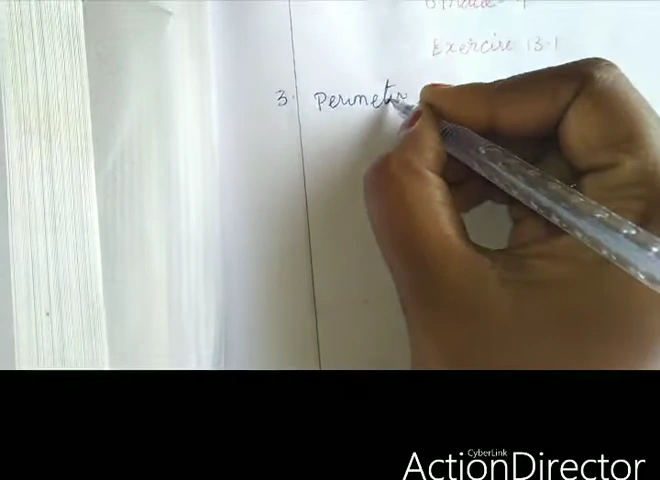 Exercise 13.1
3. Perimeter
CyberLink
ActionDirector